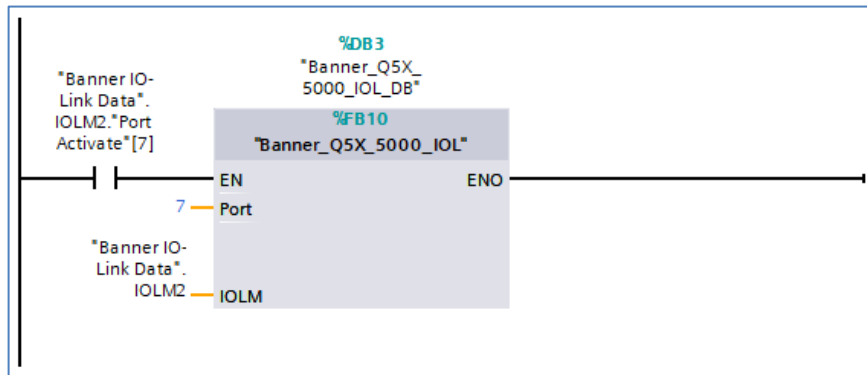 %DB3
"Banner_Q5X_
5000_IOL_DB"
"Banner IO-
Link Data".
IOLM2."Port
Activate"[7]
%FB10
"Banner_Q5X_5000_IOL"
EN
ENO
7
Port
"Banner IO-
Link Data".
IOLM2
IOLM